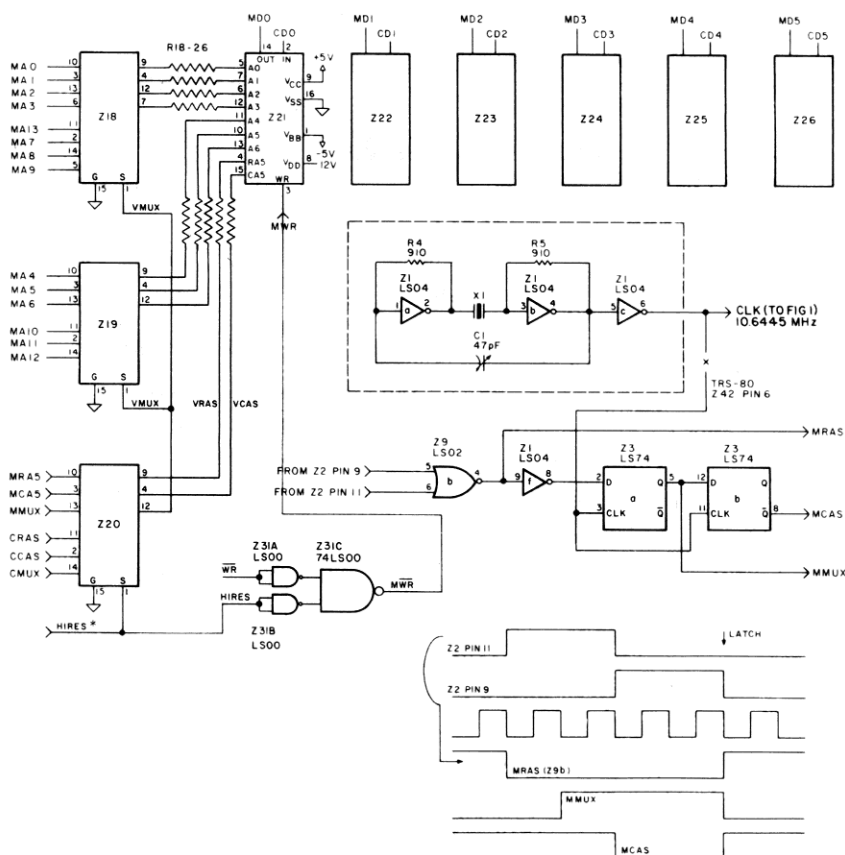 MD0
CD0
MD1
CD1
MD2
CD2
MD3
CD3
MD4
CD4
MD5
CD5
R18-26
14
2
OUT IN
+5V
MA0
10
9
5
A0
MA1
3
4
7
A1
VCC
9
MA2
13
12
6
A2
MA3
6
7
12
A3
VSS
16
Z18
11
A4
Z21
MA13
11
10
A5
VBB
1
MA7
2
13
A6
MA8
14
4
RAS
VDD
8
-5V
12V
MA9
5
15
CAS
WR
3
G
S
15
1
VMUX
MWR
Z22
Z23
Z24
Z25
Z26
MA4
10
9
MA5
3
4
MA6
13
12
Z19
MA10
11
MA11
2
MA12
14
G
S
15
1
VMUX
VRAS
VCAS
R4
910
R5
910
Z1
LS04
X1
Z1
LS04
Z1
LS04
1
a
2
3
b
4
5
c
6
C1
47pF
CLK (TO FIG 1)
10.6445 MHz
X
TRS-80
Z42 PIN 6
MRAS
Z9
LS02
Z1
LS04
Z3
LS74
Z3
LS74
FROM Z2 PIN 9
5
b
4
9
f
8
2
D
Q
5
12
D
Q
FROM Z2 PIN 11
6
a
b
3
CLK
Q
11
CLK
Q
8
MCAS
MMUX
MRAS
10
9
MCAS
3
4
MMUX
13
12
Z20
CRAS
11
CCAS
2
CMUX
14
G
S
15
1
HIRES*
Z31A
LS00
Z31C
74LS00
WR
HIRES
MWR
Z31B
LS00
Z2 PIN 11
LATCH
Z2 PIN 9
MRAS (Z9b)
MMUX
MCAS